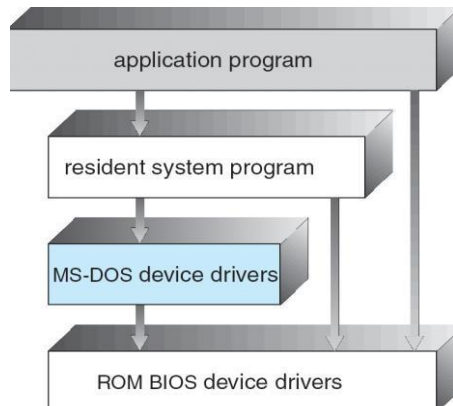 application program
resident system program
MS-DOS device drivers
ROM BIOS device drivers